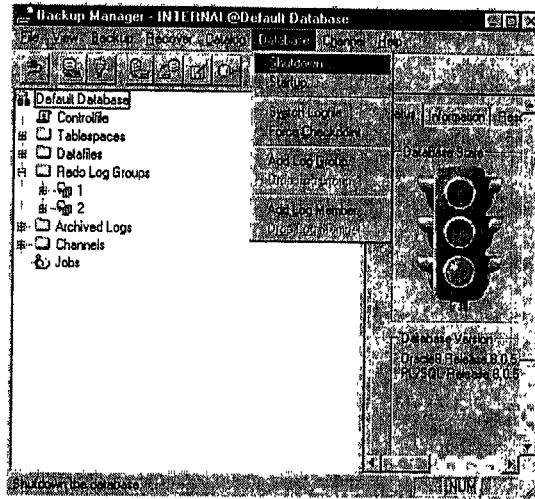 Backup Manager - INTERNAL@Default Database
File View Backup Recover Catalog Database Channel Help
Shutdown
Startup
Switch Logfile
Force Checkpoint
Add Log Group
Drop Log Group
Add Log Member
Drop Log Member
Default Database
Controlfile
Tablespaces
Datafiles
Redo Log Groups
1
2
Archived Logs
Channels
Jobs
Information
Database State
Database Version
Oracle8 Release 8.0.5
PL/SQL Release 8.0.5
Shutdown the database
NUM